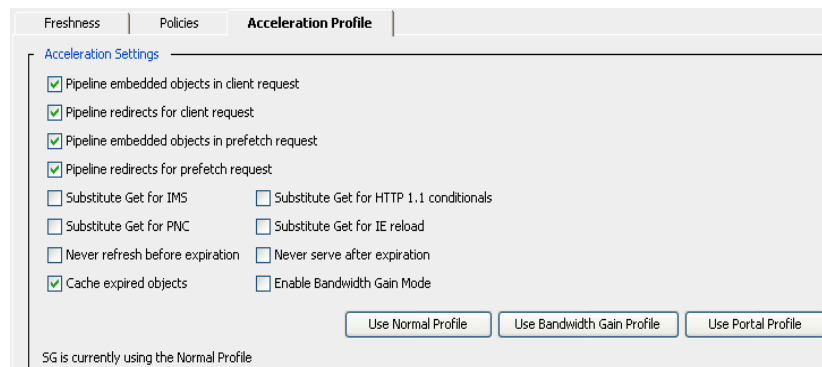 Freshness Policies Acceleration Profile
Acceleration Settings
Pipeline embedded objects in client request
Pipeline redirects for client request
Pipeline embedded objects in prefetch request
Pipeline redirects for prefetch request
Substitute Get for IMS Substitute Get for HTTP 1.1 conditionals
Substitute Get for PNC Substitute Get for IE reload
Never refresh before expiration Never serve after expiration
Cache expired objects Enable Bandwidth Gain Mode
Use Normal Profile Use Bandwidth Gain Profile Use Portal Profile
SG is currently using the Normal Profile